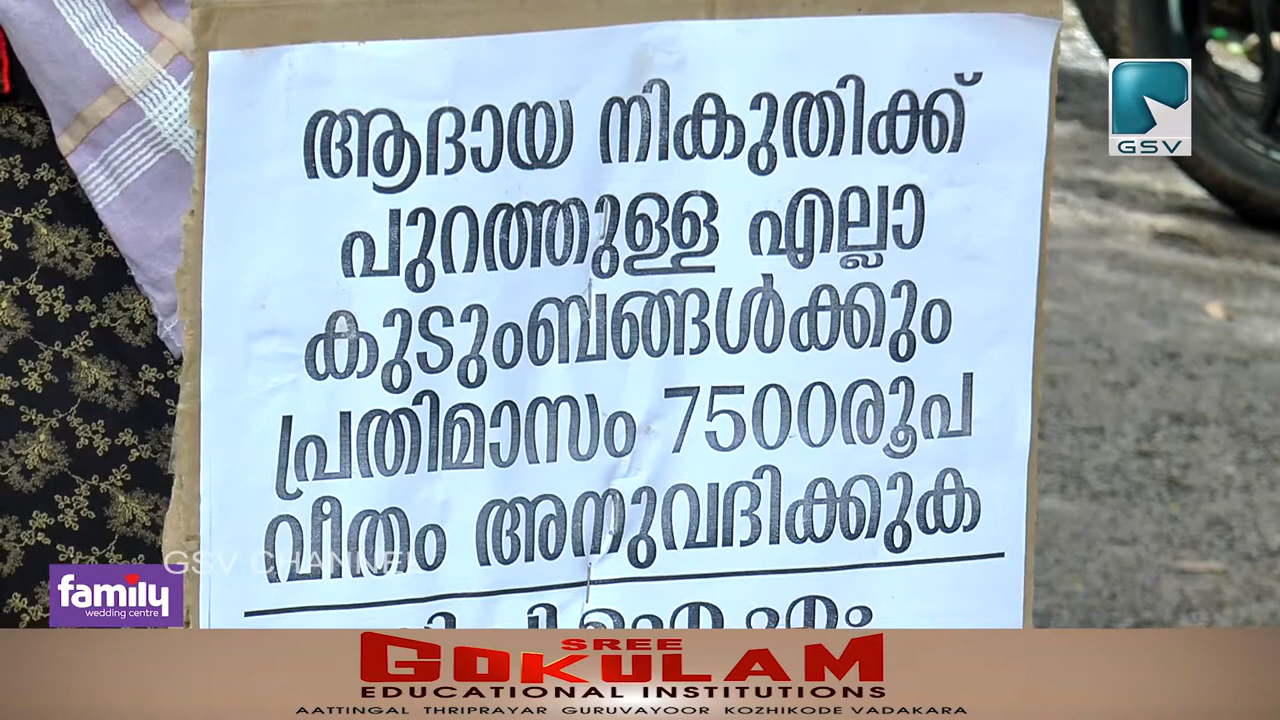 ആദായ നികുതിക്ക്
പുറത്തുള്ള എല്ലാ
കുടുംബങ്ങൾക്കും
പ്രതിമാസം 7500രൂപ
വീതം അനുവദിക്കുക
GSV
GSV CHANNEL
family
wedding centre
SREE
GOKULAM
EDUCATIONAL INSTITUTIONS
AATTINGAL THRIPRAYAR GURUVAYOOR KOZHIKODE VADAKARA